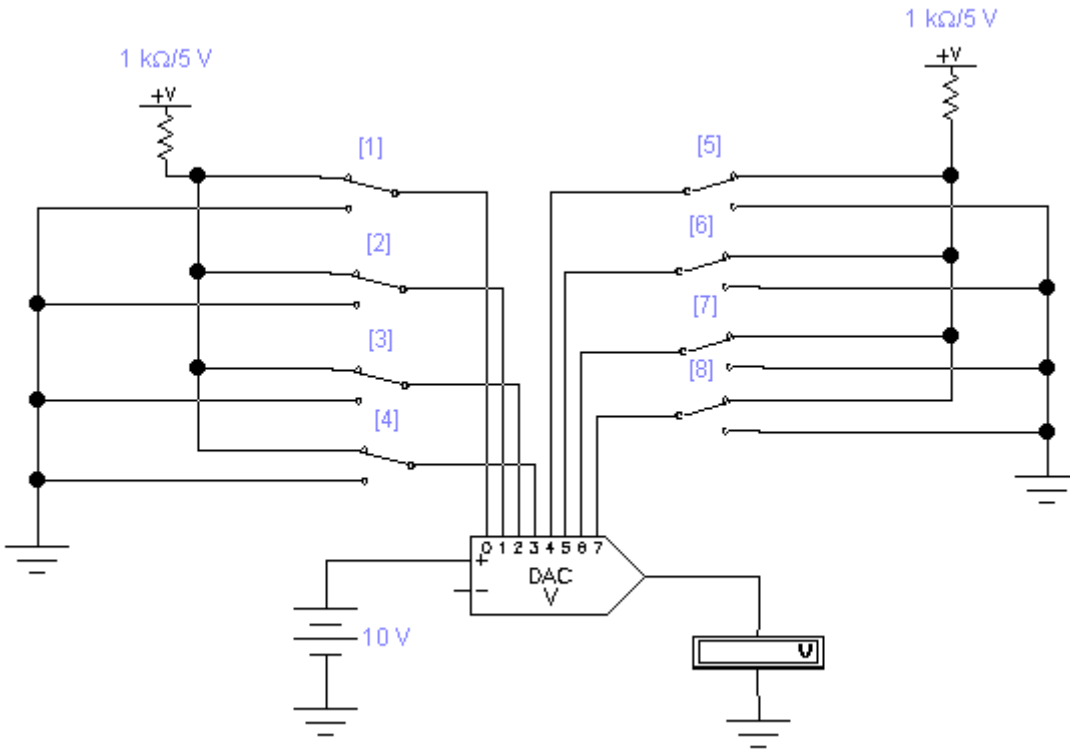 1 kΩ/5 V
+V
1 kΩ/5 V
+V
[1]
[2]
[3]
[4]
[5]
[6]
[7]
[8]
0 1 2 3 4 5 6 7
+
DAC
−
V
10 V
V